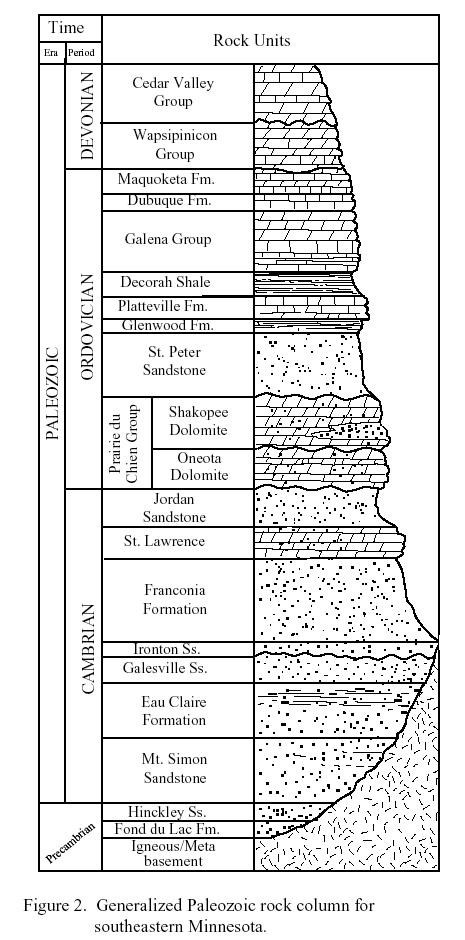 Time
Era Period
Rock Units
PALEOZOIC
DEVONIAN
Cedar Valley
Group
Wapsipinicon
Group
ORDOVICIAN
Maquoketa Fm.
Dubuque Fm.
Galena Group
Decorah Shale
Platteville Fm.
Glenwood Fm.
St. Peter
Sandstone
Prairie du
Chien Group
Shakopee
Dolomite
Oneota
Dolomite
CAMBRIAN
Jordan
Sandstone
St. Lawrence
Franconia
Formation
Ironton Ss.
Galesville Ss.
Eau Claire
Formation
Mt. Simon
Sandstone
Precambrian
Hinckley Ss.
Fond du Lac Fm.
Igneous/Meta
basement
Figure 2. Generalized Paleozoic rock column for
southeastern Minnesota.